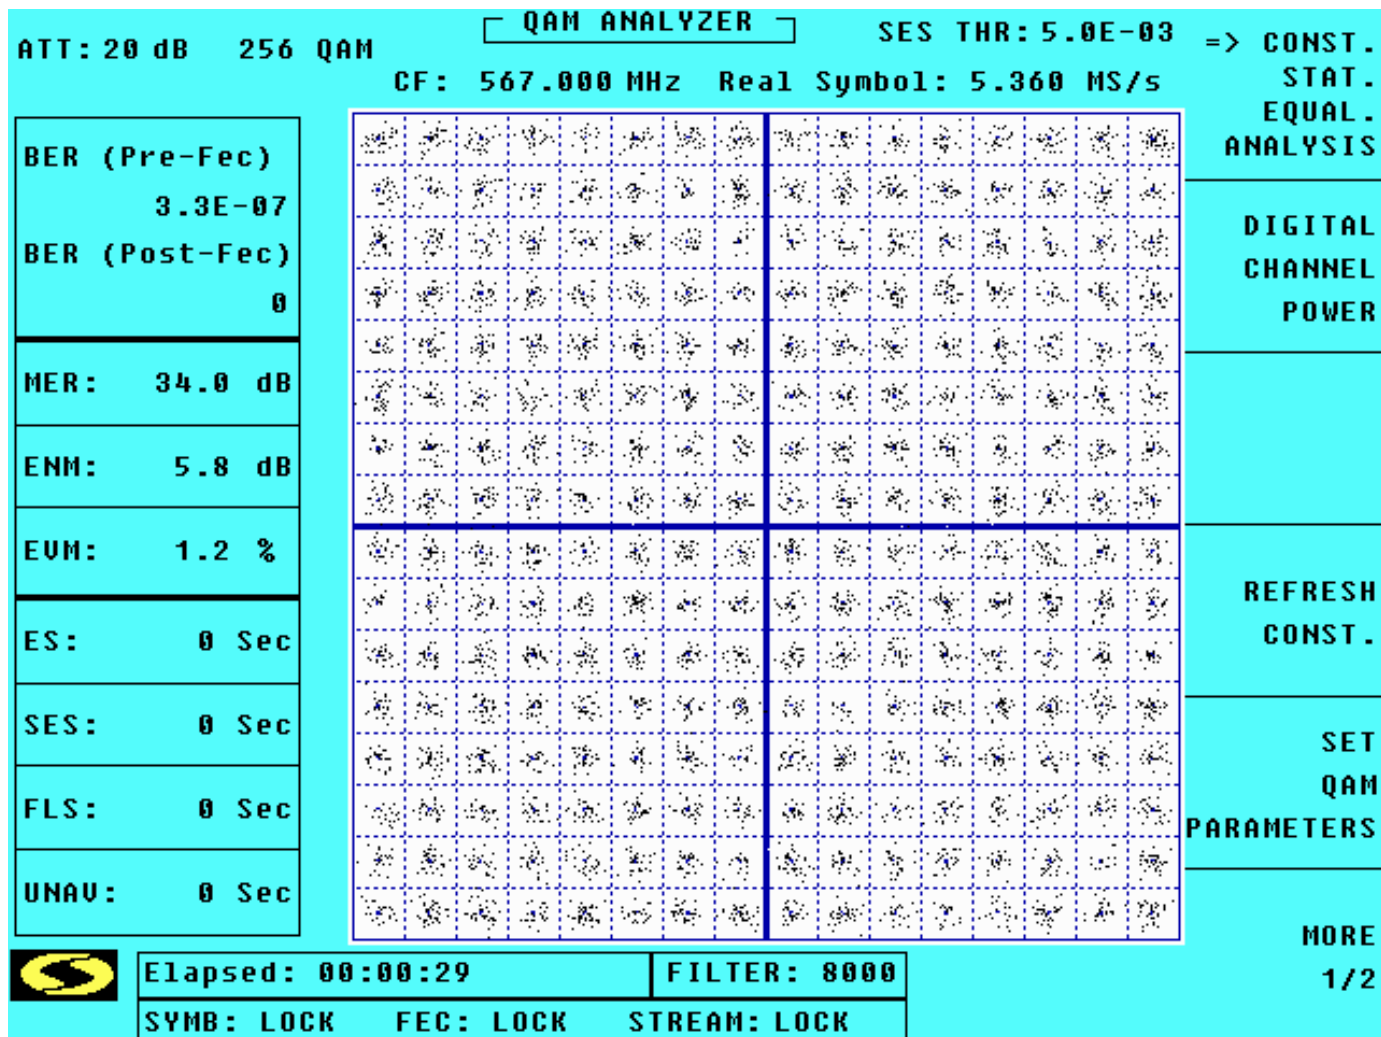 QAM ANALYZER
ATT: 20 dB 256 QAM
SES THR: 5.0E-03
CF: 567.000 MHz Real Symbol: 5.360 MS/s
BER (Pre-Fec)
3.3E-07
BER (Post-Fec)
0
MER: 34.0 dB
ENM: 5.8 dB
EVM: 1.2 %
ES: 0 Sec
SES: 0 Sec
FLS: 0 Sec
UNAV: 0 Sec
Elapsed: 00:00:29 FILTER: 8000
SYMB: LOCK FEC: LOCK STREAM: LOCK
=> CONST.
STAT.
EQUAL.
ANALYSIS
DIGITAL
CHANNEL
POWER
REFRESH
CONST.
SET
QAM
PARAMETERS
MORE
1/2